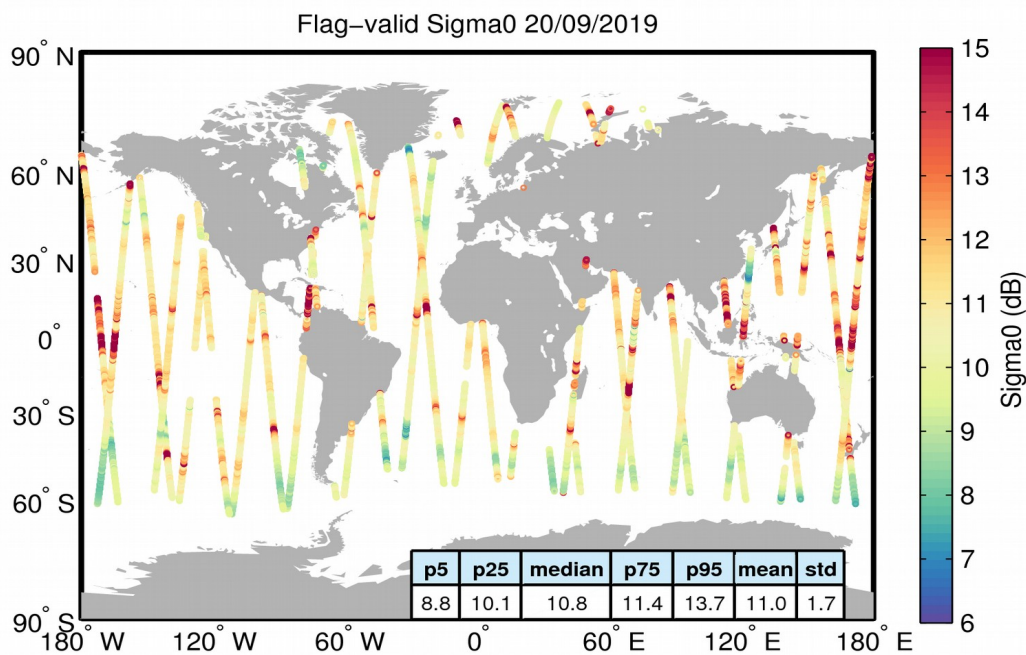 Flag−valid Sigma0 20/09/2019
90° N
60° N
30° N
0°
30° S
60° S
90° S
180° W
120° W
60° W
0°
60° E
120° E
180° E
15
14
13
12
11
10
9
8
7
6
Sigma0 (dB)
p5 p25 median p75 p95 mean std
8.8 10.1 10.8 11.4 13.7 11.0 1.7